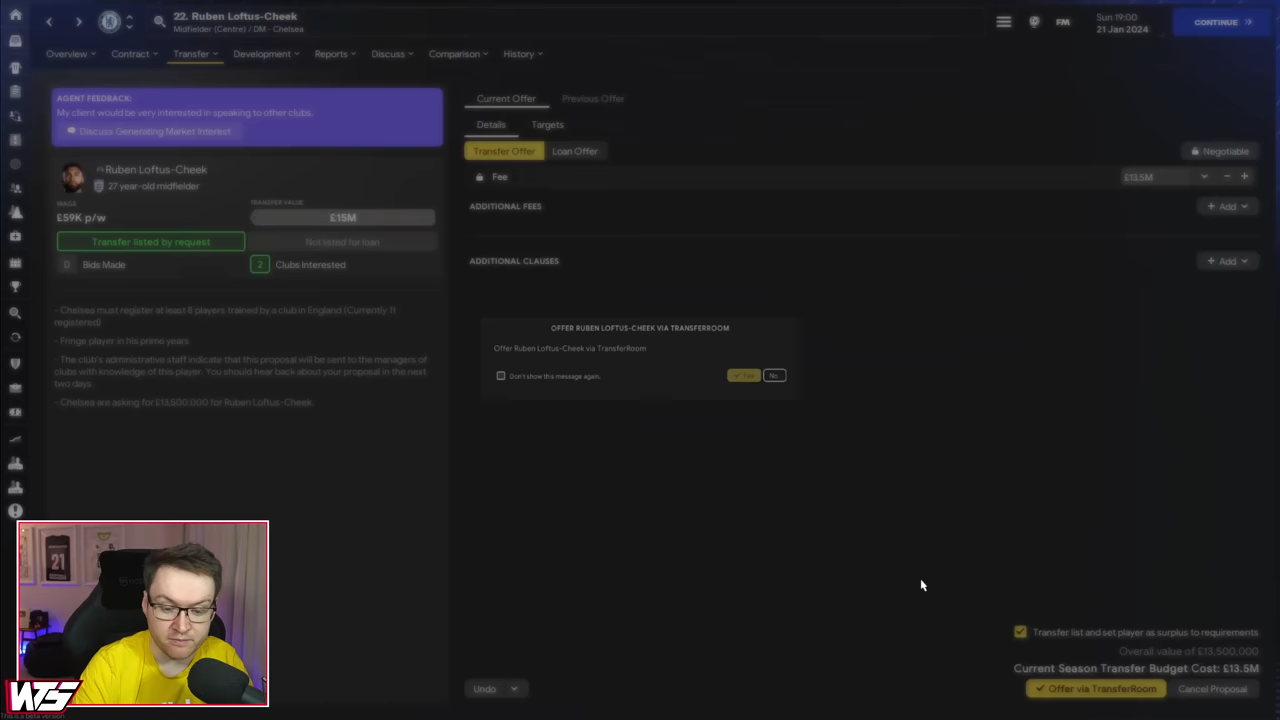 22. Ruben Loftus-Cheek
Midfielder (Centre) / DM - Chelsea
FM
Sun 19:00
21 Jan 2024
CONTINUE
Overview
Contract
Transfer
Development
Reports
Discuss
Comparison
History
AGENT FEEDBACK:
My client would be very interested in speaking to other clubs.
Discuss Generating Market Interest
Ruben Loftus-Cheek
27 year-old midfielder
WAGE
£59K p/w
TRANSFER VALUE
£15M
Transfer listed by request
Not listed for loan
0 Bids Made
2 Clubs Interested
- Chelsea must register at least 8 players trained by a club in England (Currently 11
registered)
- Fringe player in his prime years
- The club's administrative staff indicate that this proposal will be sent to the managers of
clubs with knowledge of this player. You should hear back about your proposal in the next
two days.
- Chelsea are asking for £13,500,000 for Ruben Loftus-Cheek
Current Offer
Previous Offer
Details
Targets
Transfer Offer
Loan Offer
Negotiable
Fee
£13.5M
ADDITIONAL FEES
+ Add
ADDITIONAL CLAUSES
+ Add
OFFER RUBEN LOFTUS-CHEEK VIA TRANSFERROOM
Offer Ruben Loftus-Cheek via TransferRoom
Don't show this message again.
Yes
No
Transfer list and set player as surplus to requirements
Overall value of £13,500,000
Current Season Transfer Budget Cost: £13.5M
Undo
Offer via TransferRoom
Cancel Proposal
21
WTS
This is a beta version